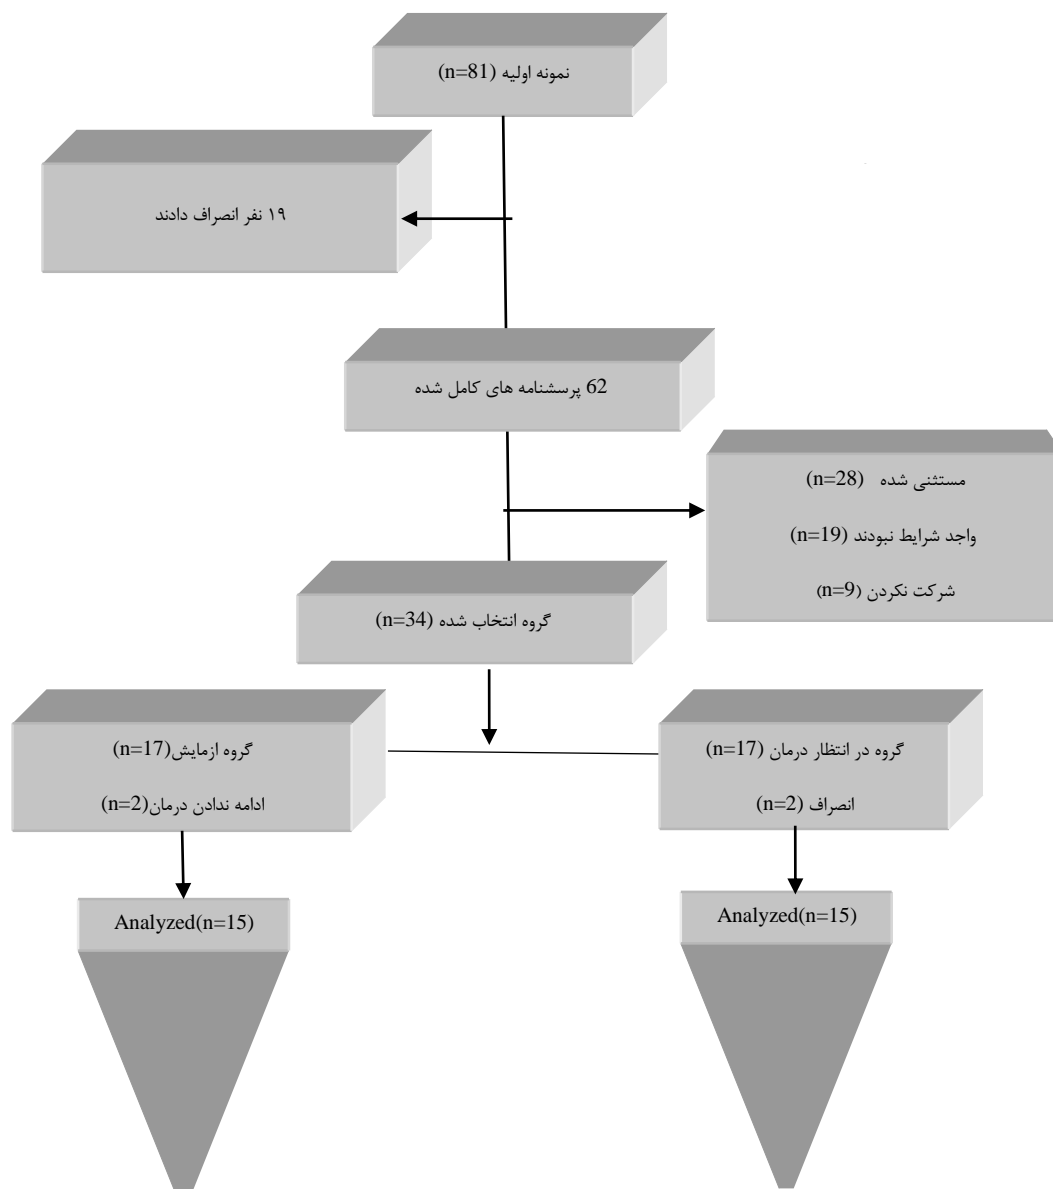 نمونه اولیه (n=81)
۱۹ نفر انصراف دادند
62 پرسشنامه های کامل شده
مستثنی شده (n=28)
واجد شرایط نبودند (n=19)
شرکت نکردن (n=9)
گروه انتخاب شده (n=34)
گروه در انتظار درمان (n=17)
انصراف (n=2)
گروه ازمایش(n=17)
ادامه ندادن درمان(n=2)
Analyzed(n=15)
Analyzed(n=15)